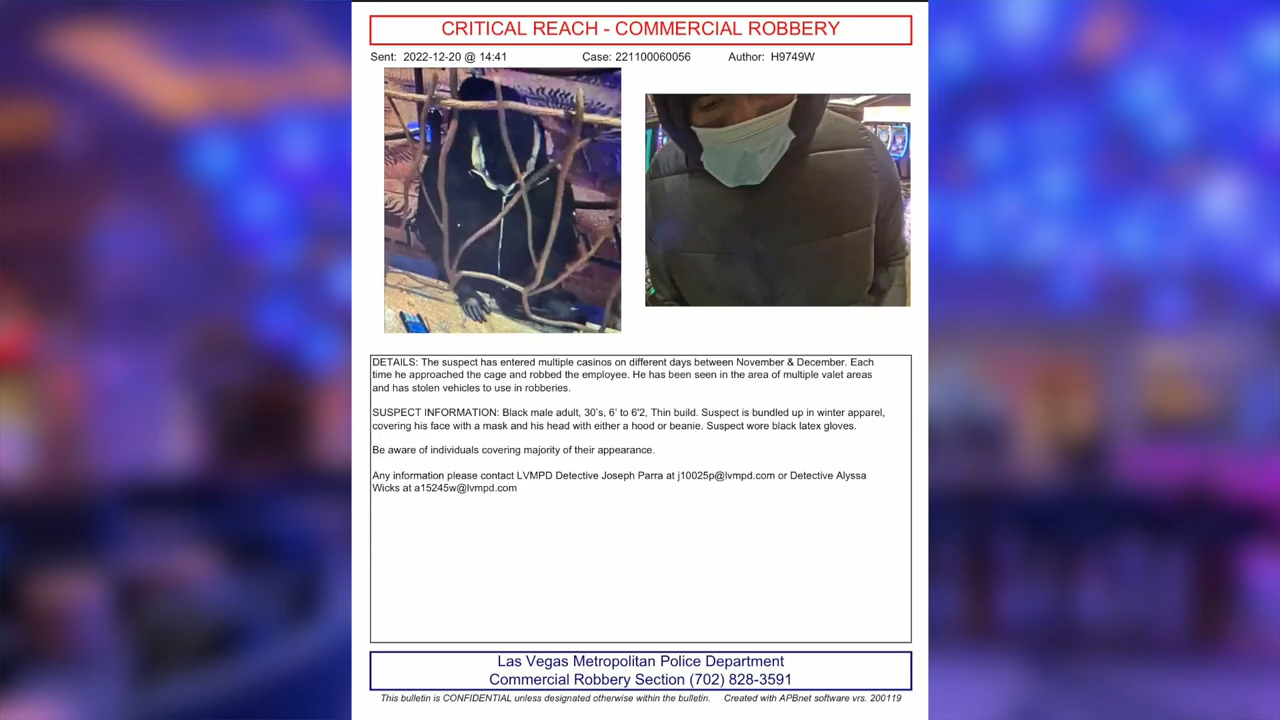 CRITICAL REACH - COMMERCIAL ROBBERY
Sent: 2022-12-20 @ 14:41 Case: 221100060056 Author: H9749W
DETAILS: The suspect has entered multiple casinos on different days between November & December. Each
time he approached the cage and robbed the employee. He has been seen in the area of multiple valet areas
and has stolen vehicles to use in robberies.
SUSPECT INFORMATION: Black male adult, 30's, 6' to 6'2, Thin build. Suspect is bundled up in winter apparel,
covering his face with a mask and his head with either a hood or beanie. Suspect wore black latex gloves.
Be aware of individuals covering majority of their appearance.
Any information please contact LVMPD Detective Joseph Parra at j10025p@lvmpd.com or Detective Alyssa
Wicks at a15245w@lvmpd.com
Las Vegas Metropolitan Police Department
Commercial Robbery Section (702) 828-3591
This bulletin is CONFIDENTIAL unless designated otherwise within the bulletin. Created with APBnet software vrs. 200119